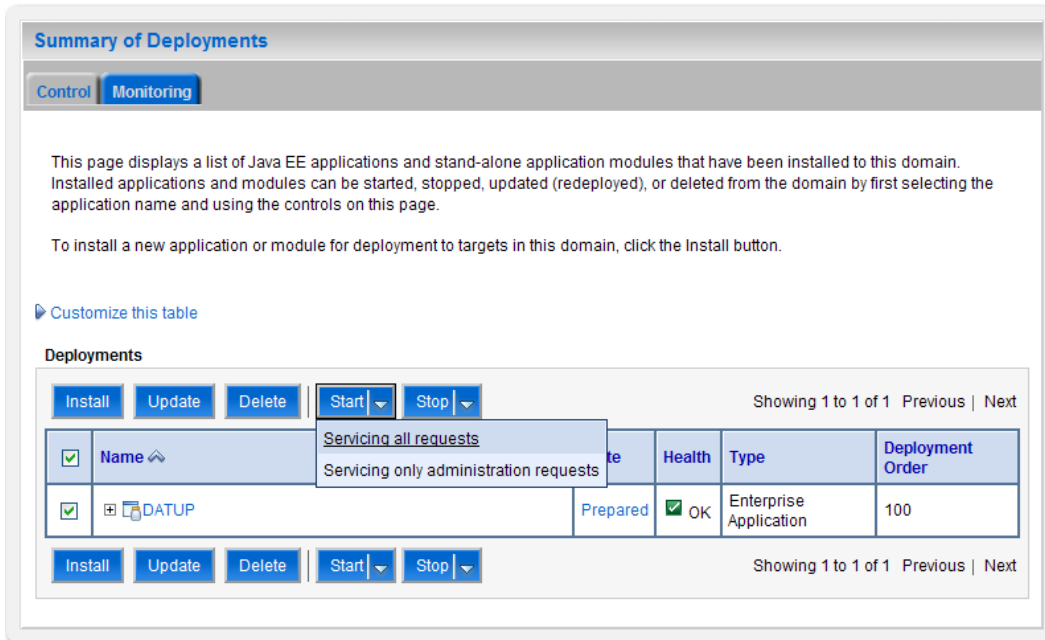 Summary of Deployments
Control Monitoring
This page displays a list of Java EE applications and stand-alone application modules that have been installed to this domain.
Installed applications and modules can be started, stopped, updated (redeployed), or deleted from the domain by first selecting the
application name and using the controls on this page.
To install a new application or module for deployment to targets in this domain, click the Install button.
Customize this table
Deployments
Install Update Delete Start Stop Showing 1 to 1 of 1 Previous | Next
Servicing all requests
Servicing only administration requests
Name te Health Type Deployment
Order
DATUP Prepared OK Enterprise
Application 100
Install Update Delete Start Stop Showing 1 to 1 of 1 Previous | Next